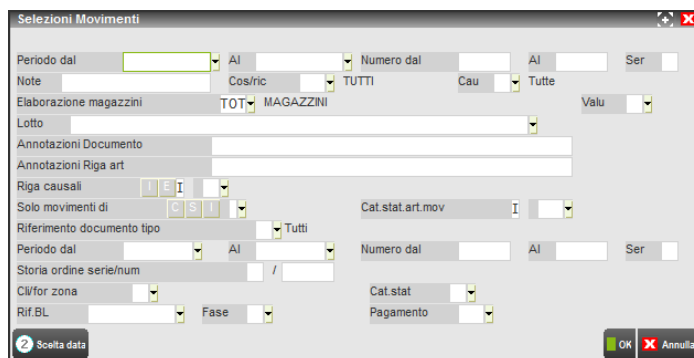 Selezioni Movimenti
Periodo dal Al Numero dal Al Ser
Note Cos/ric TUTTI Cau Tutte
Elaborazione magazzini TOT MAGAZZINI Valu
Lotto
Annotazioni Documento
Annotazioni Riga art
Riga causali I E I
Solo movimenti di C S I Cat.stat.art.mov I
Riferimento documento tipo Tutti
Periodo dal Al Numero dal Al Ser
Storia ordine serie/num /
Cli/for zona Cat.stat
Rif.BL Fase Pagamento
2 Scelta data OK X Annulla